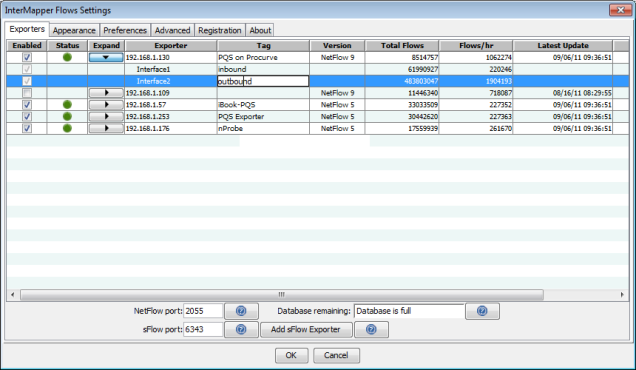 InterMapper Flows Settings
Exporters Appearance Preferences Advanced Registration About
Enabled Status Expand Exporter Tag Version Total Flows Flows/hr Latest Update
192.168.1.130 PQS on Procurve NetFlow 9 8514757 1062274 09/06/11 09:36:51
Interface1 inbound 61990927 220246
Interface2 outbound 483803047 1904193
192.168.1.109 NetFlow 9 11446340 718087 08/16/11 08:29:55
192.168.1.57 iBook-PQS NetFlow 5 33033509 227352 09/06/11 09:36:51
192.168.1.253 PQS Exporter NetFlow 5 30442620 227363 09/06/11 09:36:51
192.168.1.176 nProbe NetFlow 5 17559939 261670 09/06/11 09:36:51
NetFlow port: 2055 Database remaining: Database is full
sFlow port: 6343 Add sFlow Exporter
OK Cancel